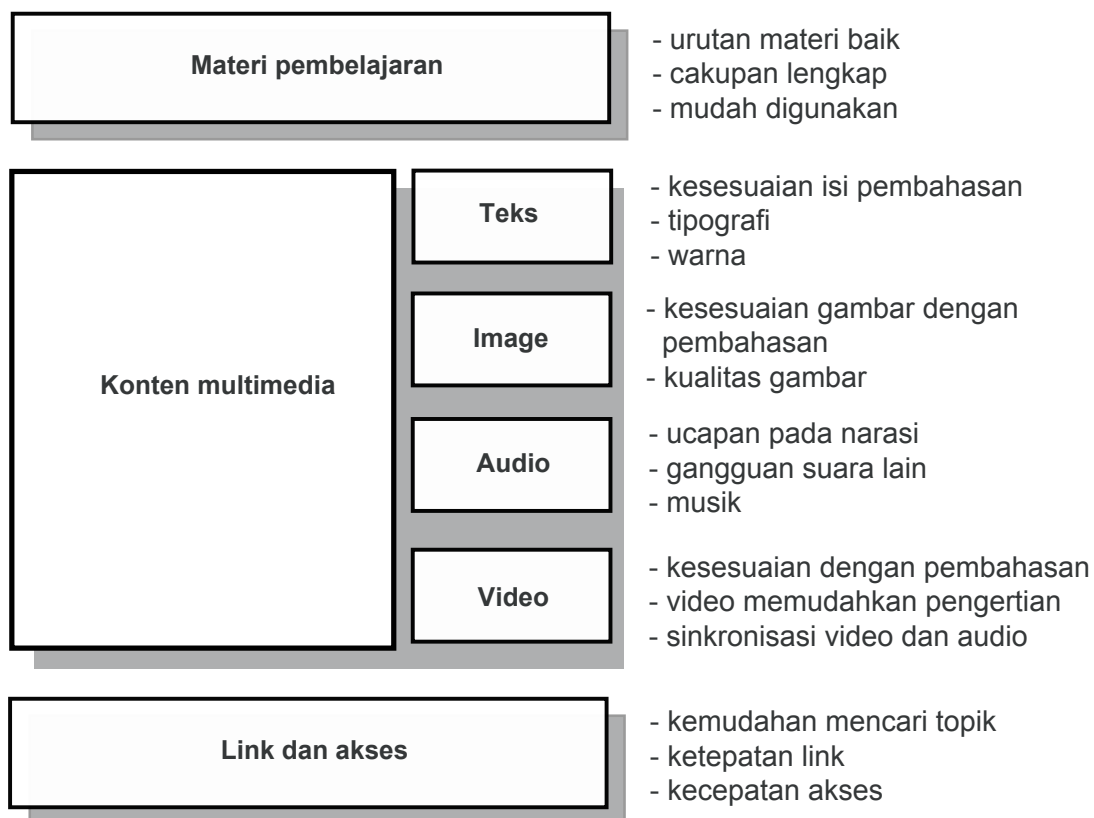 Materi pembelajaran
- urutan materi baik
- cakupan lengkap
- mudah digunakan
Konten multimedia
Teks
- kesesuaian isi pembahasan
- tipografi
- warna
Image
- kesesuaian gambar dengan
pembahasan
- kualitas gambar
Audio
- ucapan pada narasi
- gangguan suara lain
- musik
Video
- kesesuaian dengan pembahasan
- video memudahkan pengertian
- sinkronisasi video dan audio
Link dan akses
- kemudahan mencari topik
- ketepatan link
- kecepatan akses